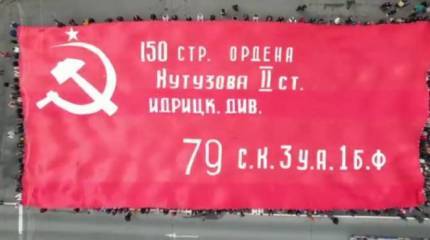 150 СТР. ОРДЕНА
КУТУЗОВА II СТ.
ИДРИЦК. ДИВ.
79 С.К. 3 У.А. 1 Б.Ф